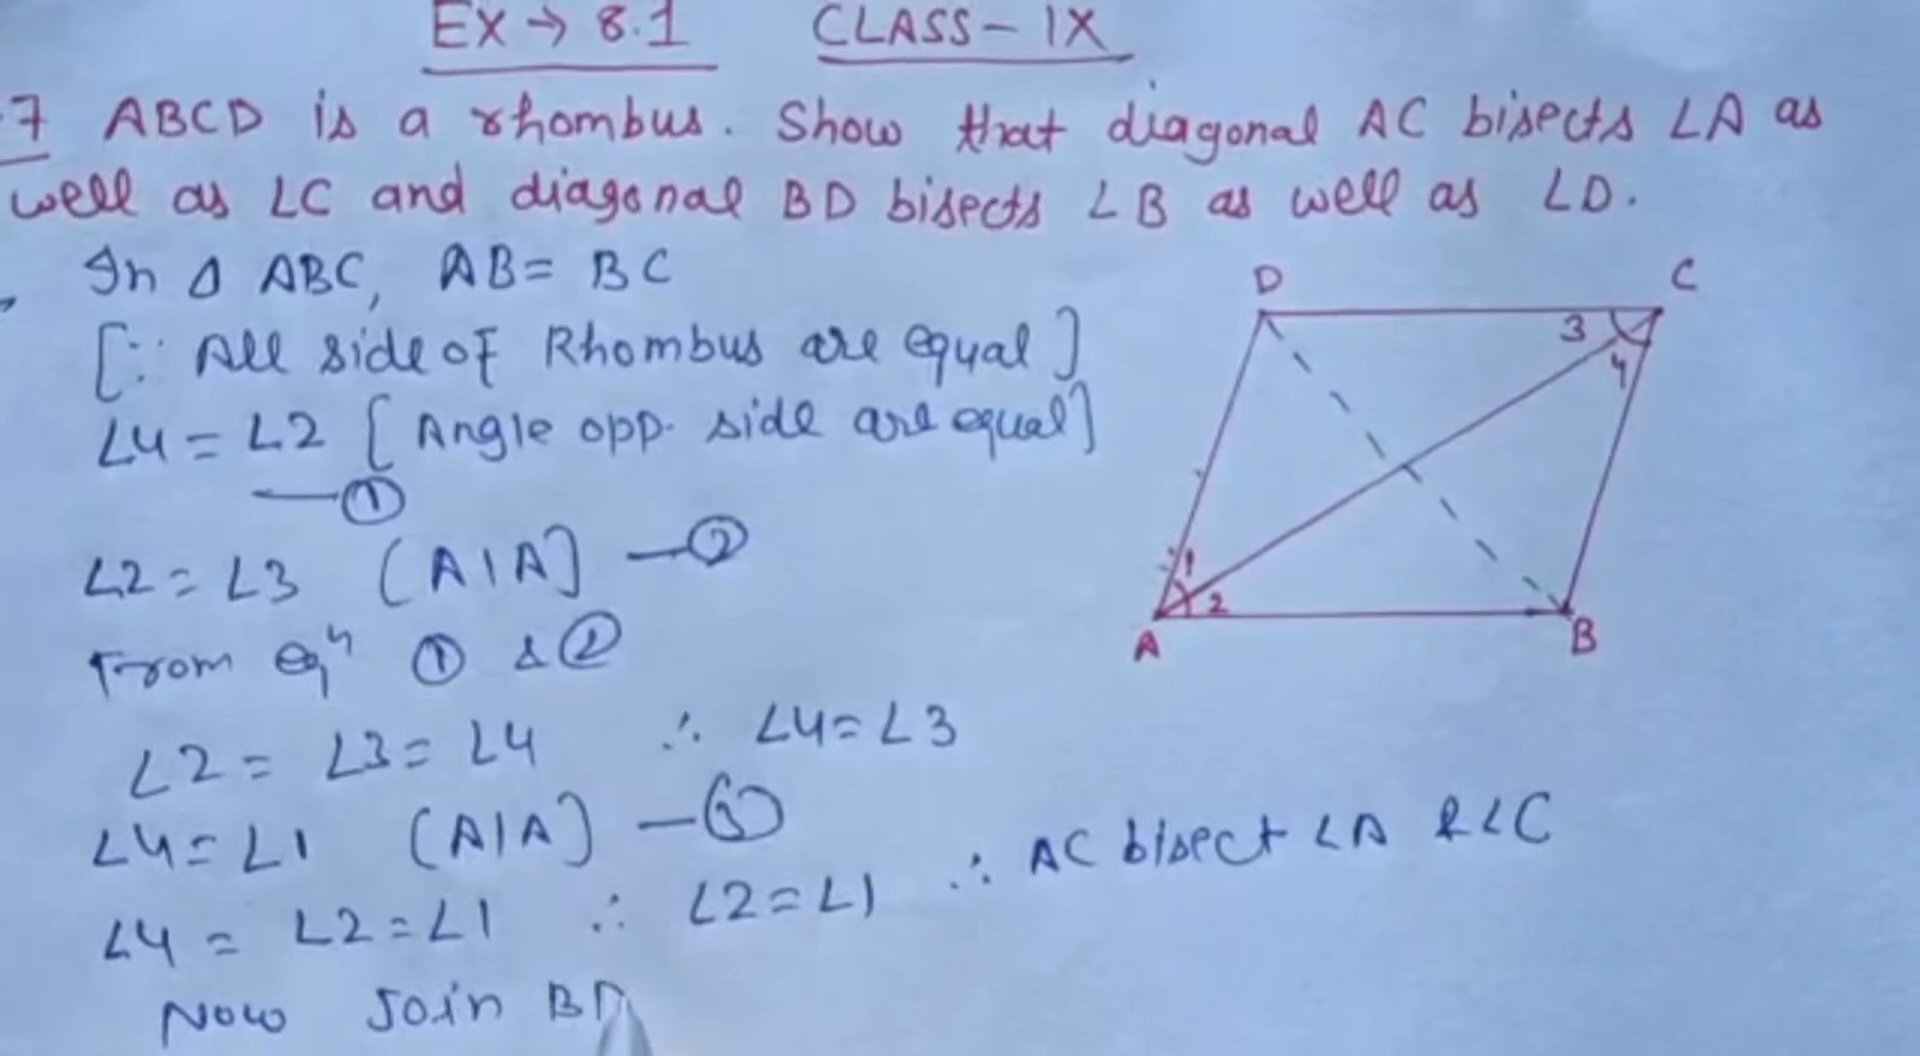 EX → 8.1 CLASS - IX
7 ABCD is a rhombus. Show that diagonal AC bisects ∠A as
well as ∠C and diagonal BD bisects ∠B as well as ∠D.
In Δ ABC, AB = BC
[∵ All side of Rhombus are equal]
∠4 = ∠2 [Angle opp. side are equal]
— ①
∠2 = ∠3 (AIA] — ②
From eqⁿ ① & ②
∠2 = ∠3 = ∠4 ∴ ∠4 = ∠3
∠4 = ∠1 (AIA] — ③
∠4 = ∠2 = ∠1 ∴ ∠2 = ∠1 ∴ AC bisect ∠A & ∠C
Now Join BD
D C
3
4
1
2
A B